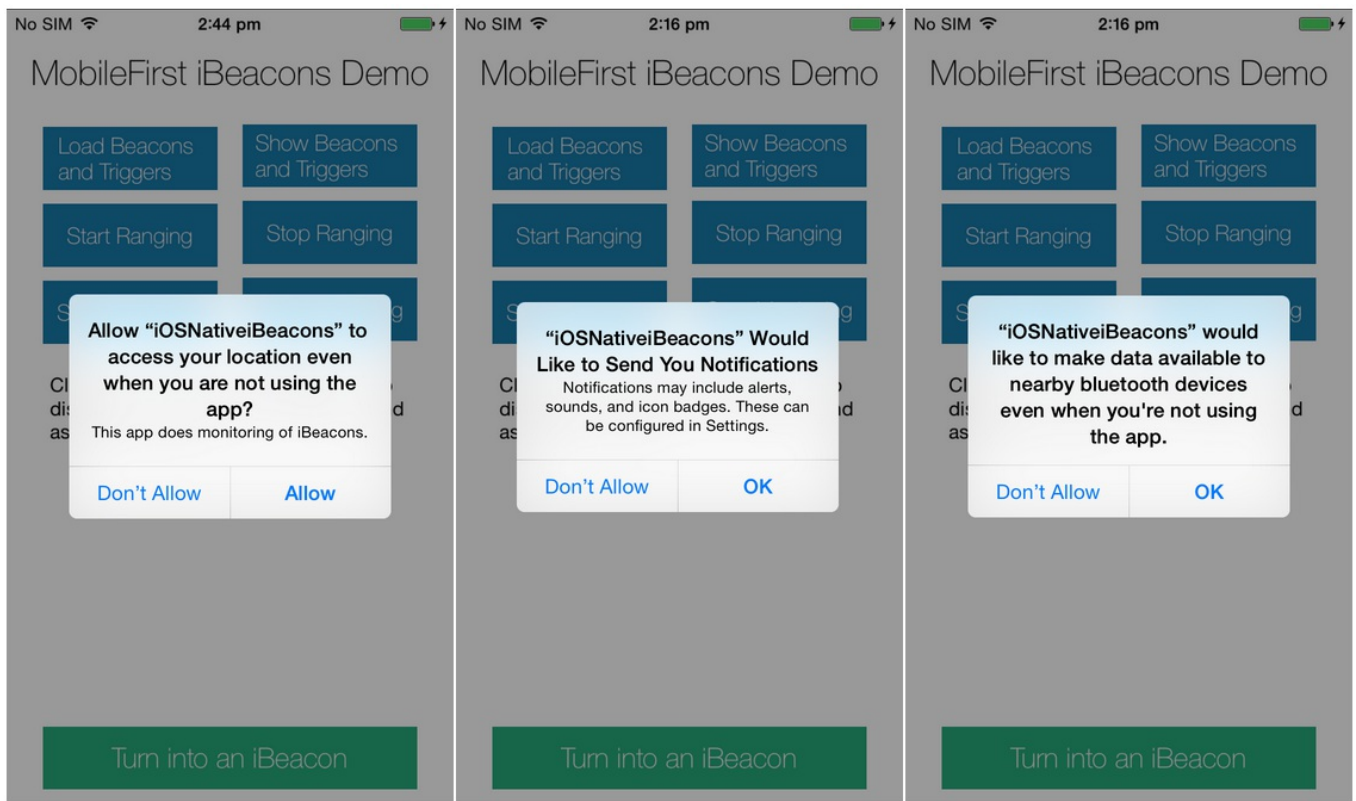 No SIM 2:44 pm
MobileFirst iBeacons Demo
Load Beacons
and Triggers
Show Beacons
and Triggers
Start Ranging
Stop Ranging
Allow “iOSNativeiBeacons” to
access your location even
when you are not using the
app?
This app does monitoring of iBeacons.
Don’t Allow
Allow
Turn into an iBeacon
No SIM 2:16 pm
MobileFirst iBeacons Demo
Load Beacons
and Triggers
Show Beacons
and Triggers
Start Ranging
Stop Ranging
“iOSNativeiBeacons” Would
Like to Send You Notifications
Notifications may include alerts,
sounds, and icon badges. These can
be configured in Settings.
Don’t Allow
OK
Turn into an iBeacon
No SIM 2:16 pm
MobileFirst iBeacons Demo
Load Beacons
and Triggers
Show Beacons
and Triggers
Start Ranging
Stop Ranging
“iOSNativeiBeacons” would
like to make data available to
nearby bluetooth devices
even when you're not using
the app.
Don’t Allow
OK
Turn into an iBeacon